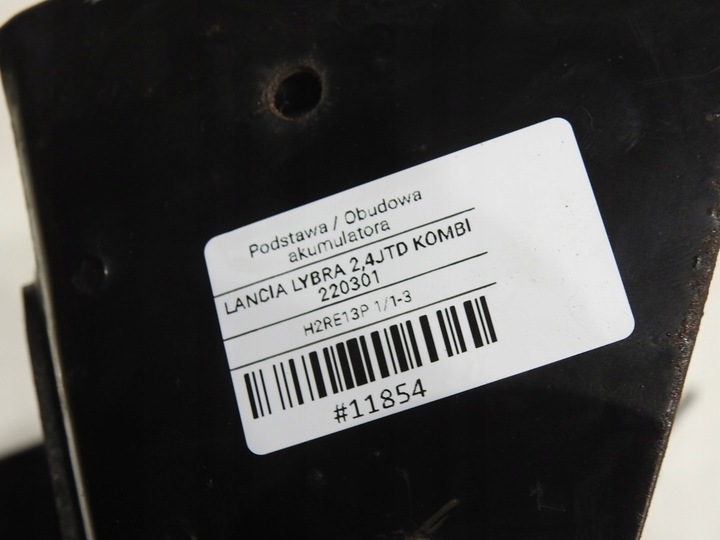 Podstawa / Obudowa
akumulatora
LANCIA LYBRA 2,4JTD KOMBI
220301
H2RE13P 1/1-3
#11854